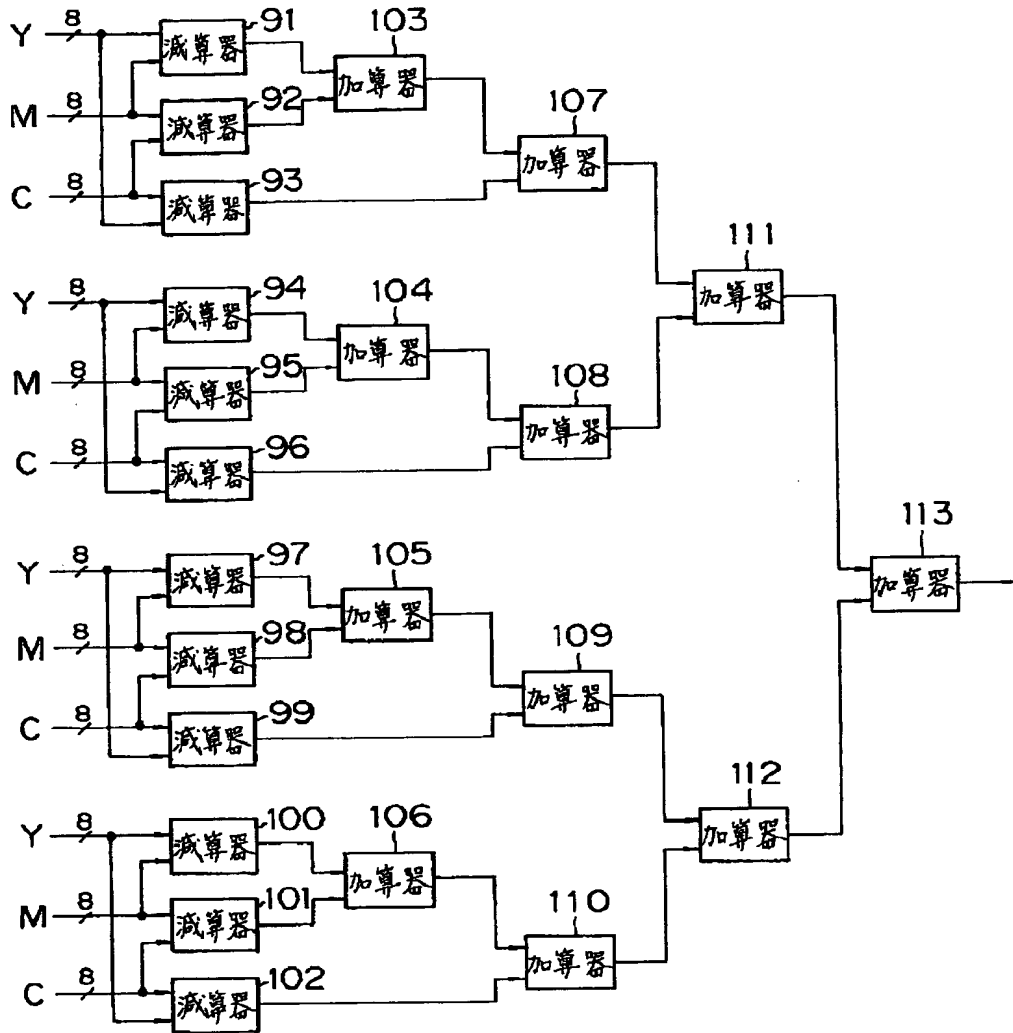 Y 8 減算器 91
加算器 103
M 8 減算器 92
加算器 107
C 8 減算器 93
加算器 111
Y 8 減算器 94
加算器 104
M 8 減算器 95
加算器 108
C 8 減算器 96
加算器 113
Y 8 減算器 97
加算器 105
M 8 減算器 98
加算器 109
C 8 減算器 99
加算器 112
Y 8 減算器 100
加算器 106
M 8 減算器 101
加算器 110
C 8 減算器 102